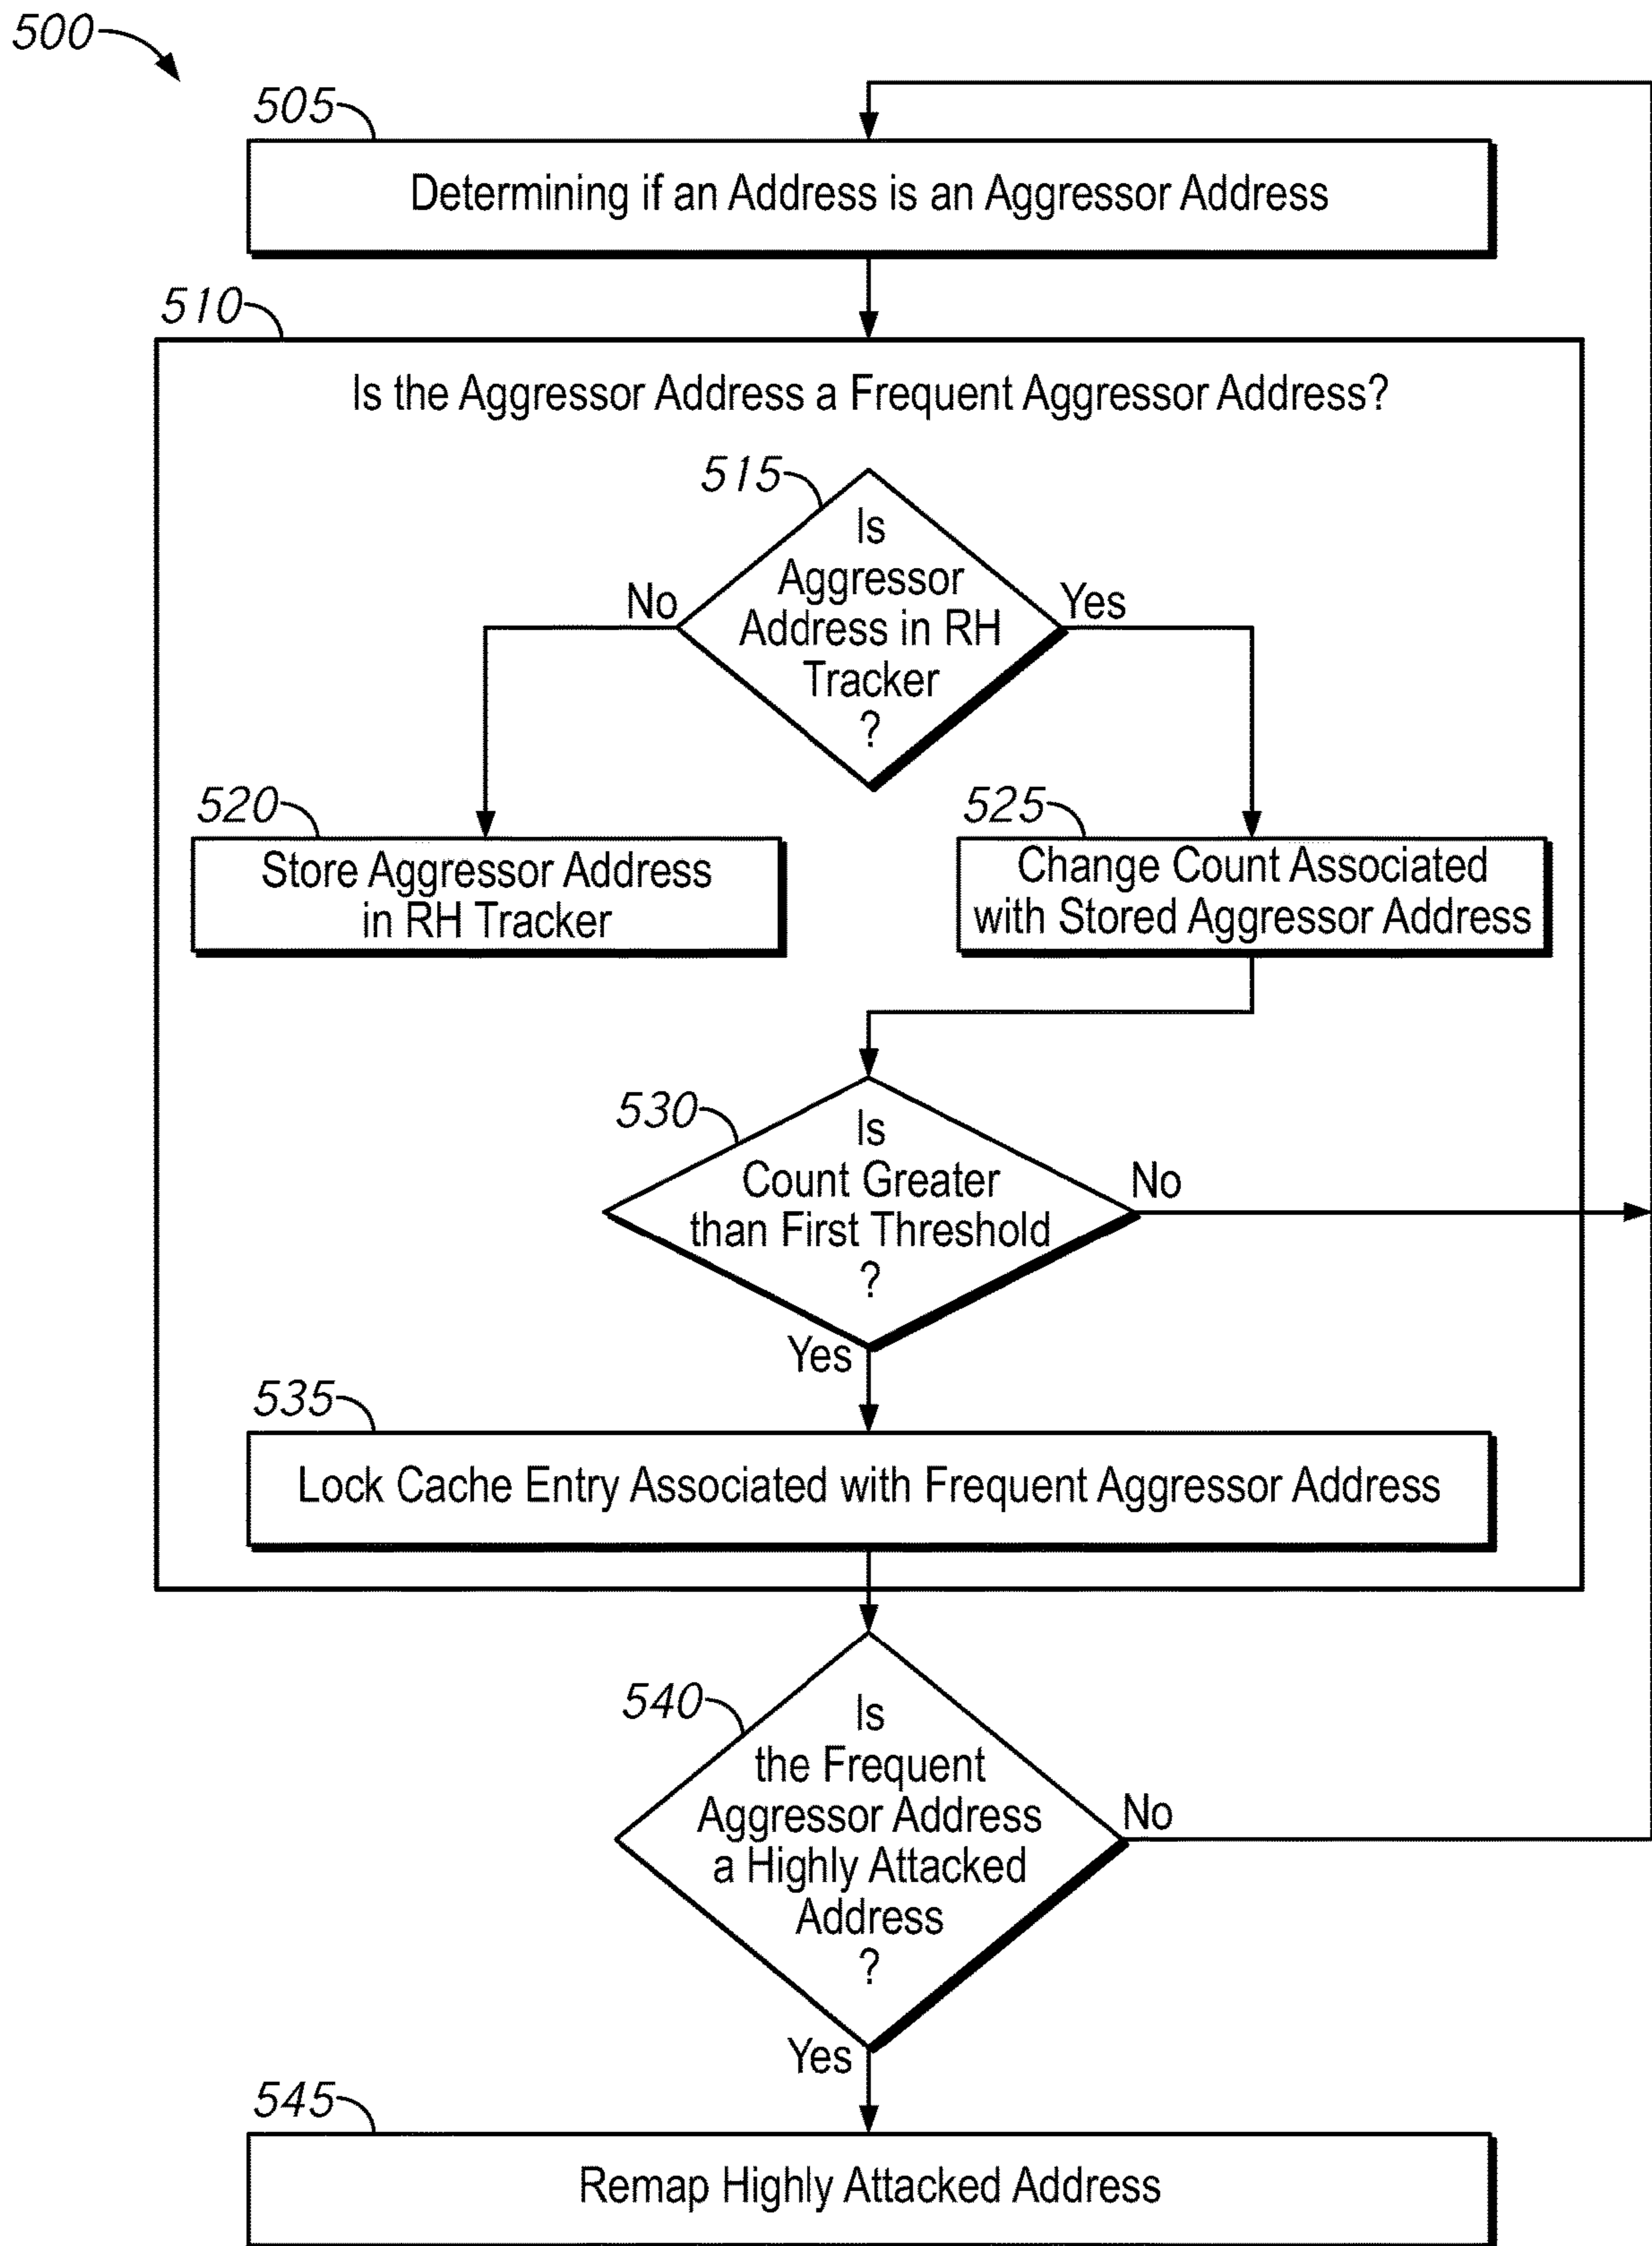 500
505
Determining if an Address is an Aggressor Address
510
Is the Aggressor Address a Frequent Aggressor Address?
515
Is
Aggressor
Address in RH
Tracker
?
No
Yes
520
Store Aggressor Address
in RH Tracker
525
Change Count Associated
with Stored Aggressor Address
530
Is
Count Greater
than First Threshold
?
No
Yes
535
Lock Cache Entry Associated with Frequent Aggressor Address
540
Is
the Frequent
Aggressor Address
a Highly Attacked
Address
?
No
Yes
545
Remap Highly Attacked Address